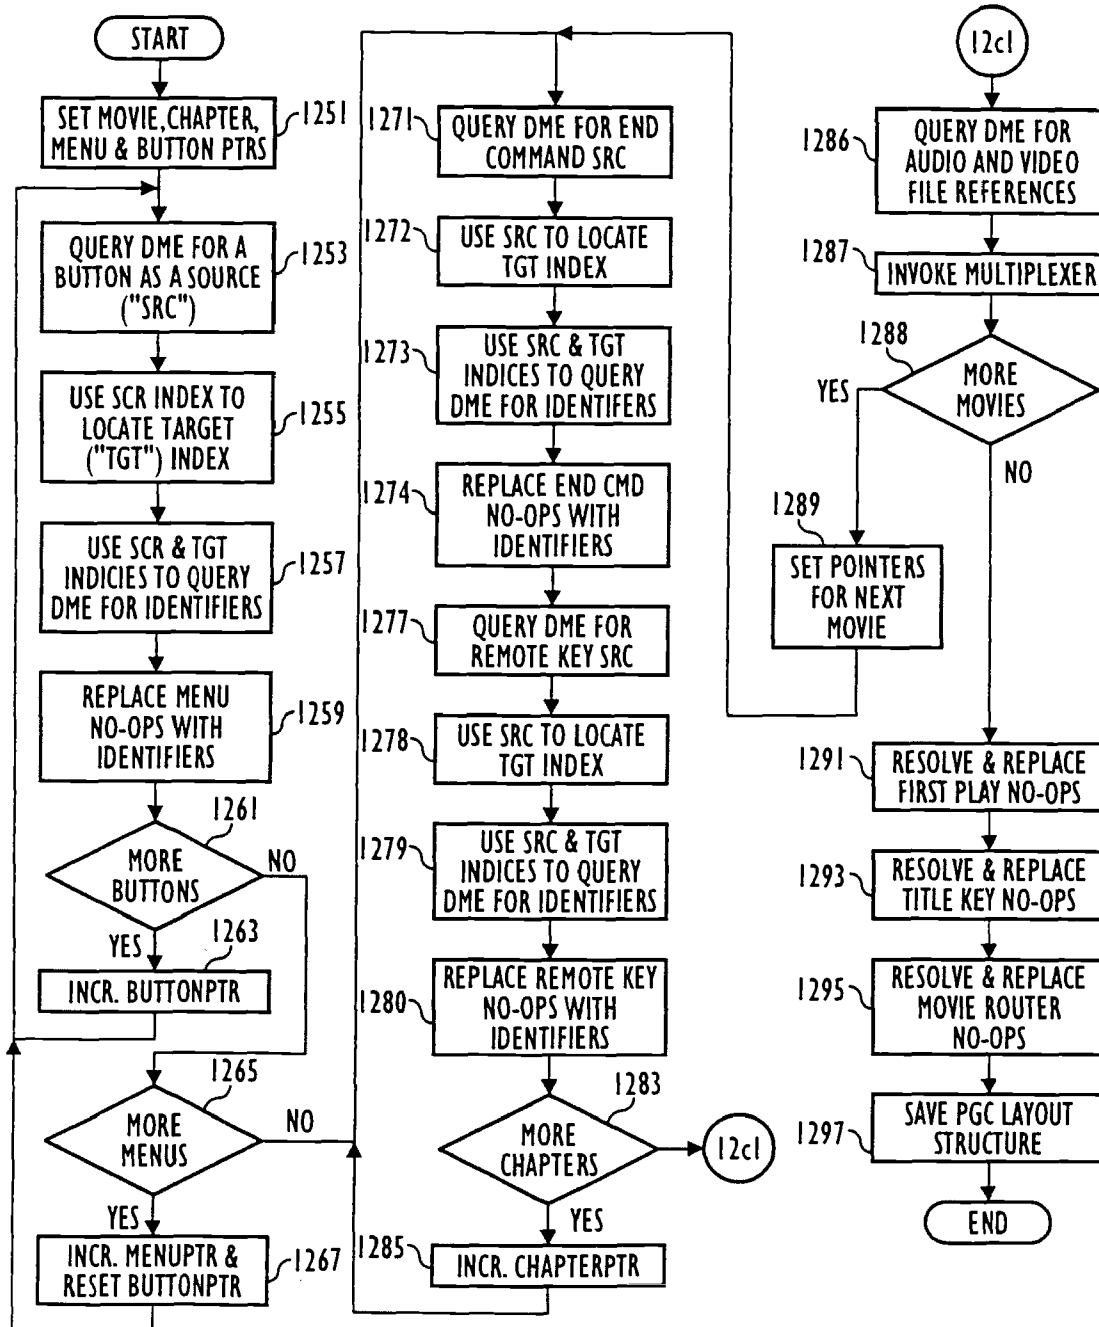 START
SET MOVIE, CHAPTER,
MENU & BUTTON PTRS
1251
QUERY DME FOR A
BUTTON AS A SOURCE
("SRC")
1253
USE SCR INDEX TO
LOCATE TARGET
("TGT") INDEX
1255
USE SCR & TGT
INDICIES TO QUERY
DME FOR IDENTIFIERS
1257
REPLACE MENU
NO-OPS WITH
IDENTIFIERS
1259
MORE
BUTTONS
1261
NO
YES
INCR. BUTTONPTR
1263
MORE
MENUS
1265
NO
YES
INCR. MENUPTR &
RESET BUTTONPTR
1267
1271
QUERY DME FOR END
COMMAND SRC
1272
USE SRC TO LOCATE
TGT INDEX
1273
USE SRC & TGT
INDICES TO QUERY
DME FOR IDENTIFERS
1274
REPLACE END CMD
NO-OPS WITH
IDENTIFIERS
1277
QUERY DME FOR
REMOTE KEY SRC
1278
USE SRC TO LOCATE
TGT INDEX
1279
USE SRC & TGT
INDICES TO QUERY
DME FOR IDENTIFIERS
1280
REPLACE REMOTE KEY
NO-OPS WITH
IDENTIFIERS
1283
MORE
CHAPTERS
12c1
YES
1285
INCR. CHAPTERPTR
12c1
1286
QUERY DME FOR
AUDIO AND VIDEO
FILE REFERENCES
1287
INVOKE MULTIPLEXER
1288
MORE
MOVIES
YES
NO
1289
SET POINTERS
FOR NEXT
MOVIE
1291
RESOLVE & REPLACE
FIRST PLAY NO-OPS
1293
RESOLVE & REPLACE
TITLE KEY NO-OPS
1295
RESOLVE & REPLACE
MOVIE ROUTER
NO-OPS
1297
SAVE PGC LAYOUT
STRUCTURE
END